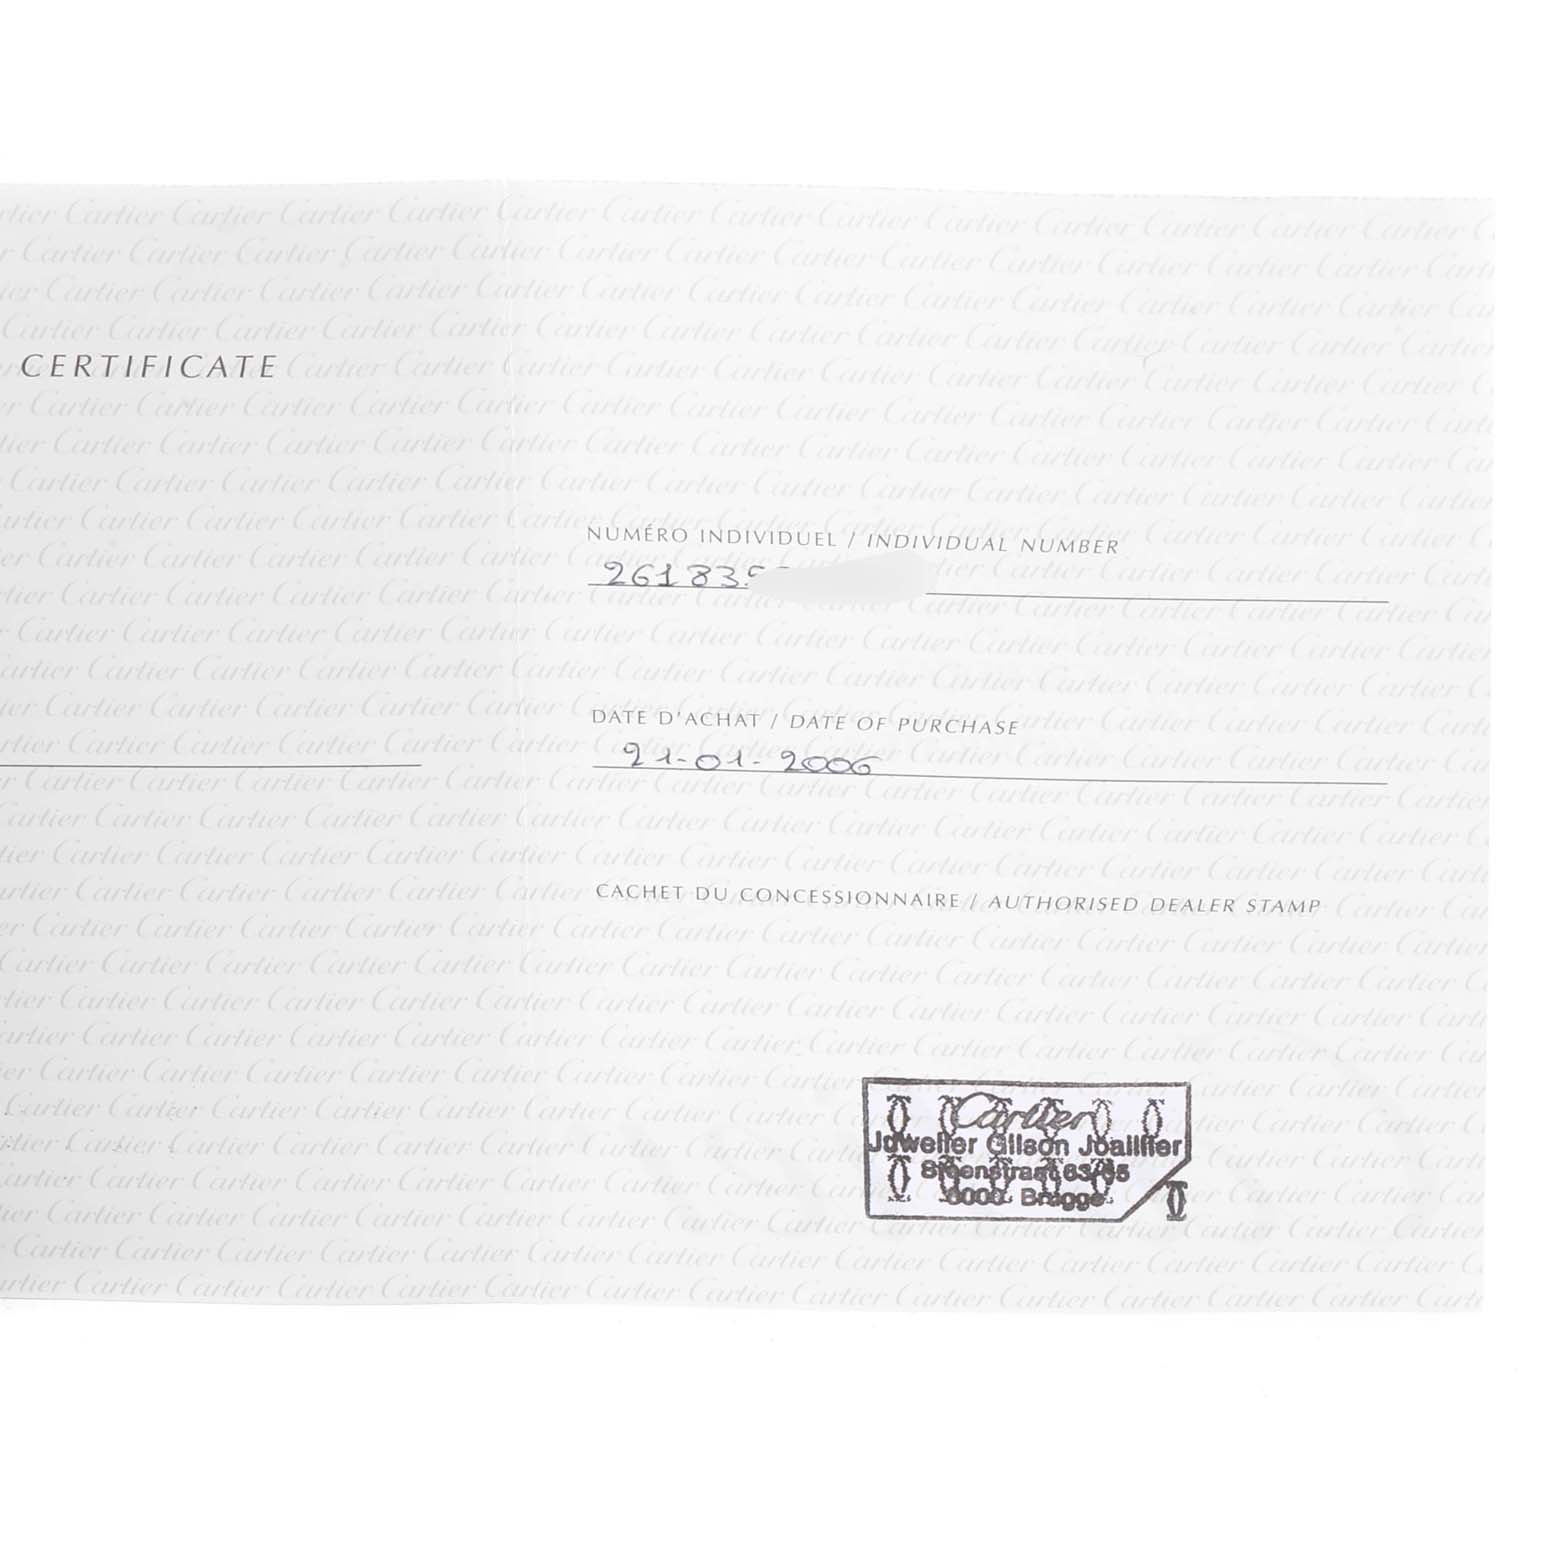 CERTIFICATE
NUMÉRO INDIVIDUEL / INDIVIDUAL NUMBER
261835
DATE D'ACHAT / DATE OF PURCHASE
21-01-2006
CACHET DU CONCESSIONNAIRE / AUTHORISED DEALER STAMP
Cartier
Juwelier Gilson Joaillier
Steenstraat 63/65
8000 Brugge